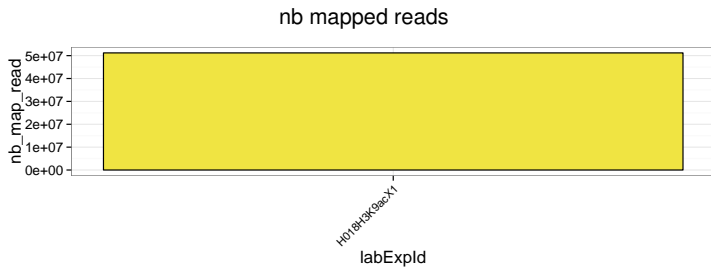 nb mapped reads
nb_map_read
5e+07
4e+07
3e+07
2e+07
1e+07
0e+00
H018H3K9acX1
labExpId